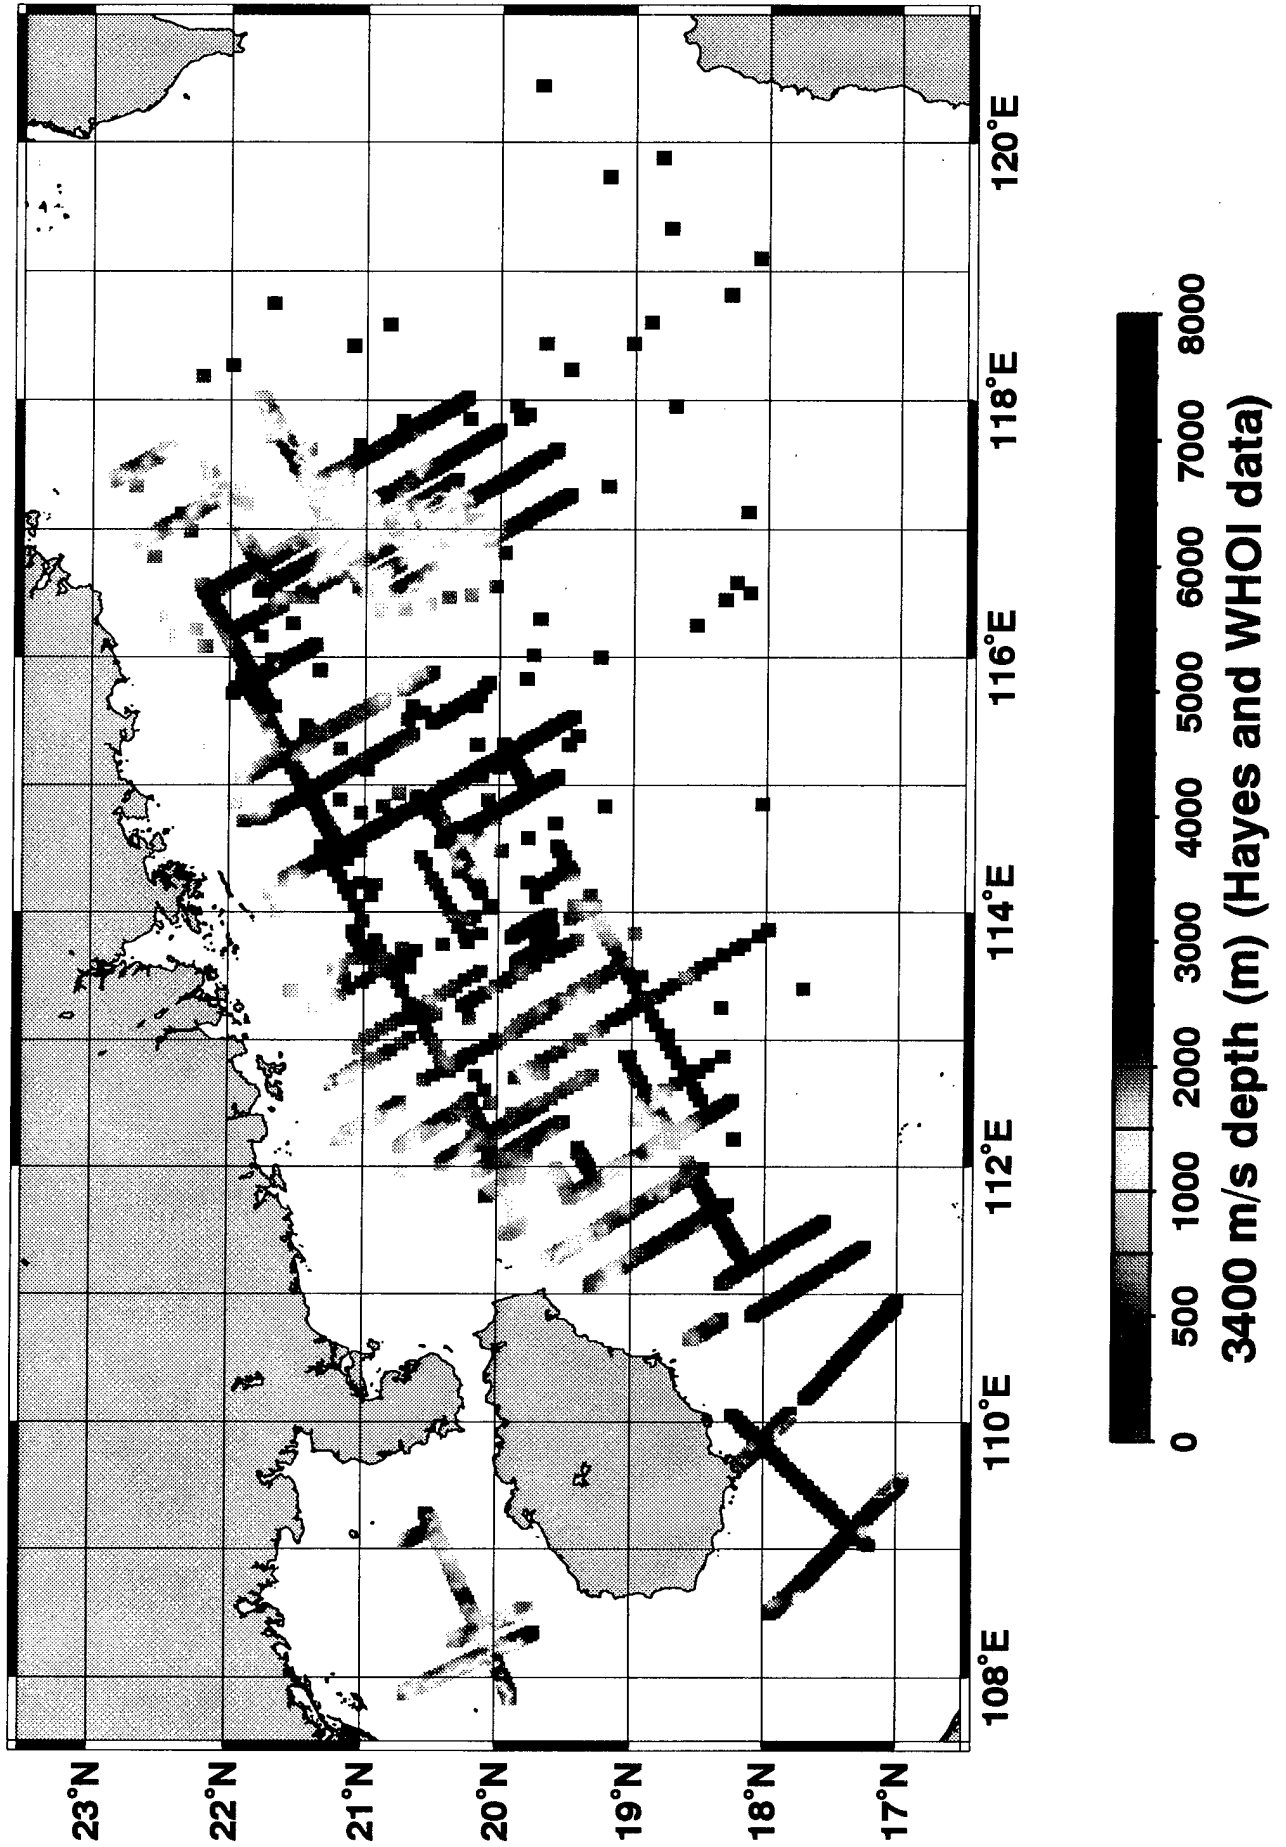 23°N
22°N
21°N
20°N
19°N
18°N
17°N
108°E
110°E
112°E
114°E
116°E
118°E
120°E
0
500
1000
2000
3000
4000
5000
6000
7000
8000
3400 m/s depth (m) (Hayes and WHOI data)